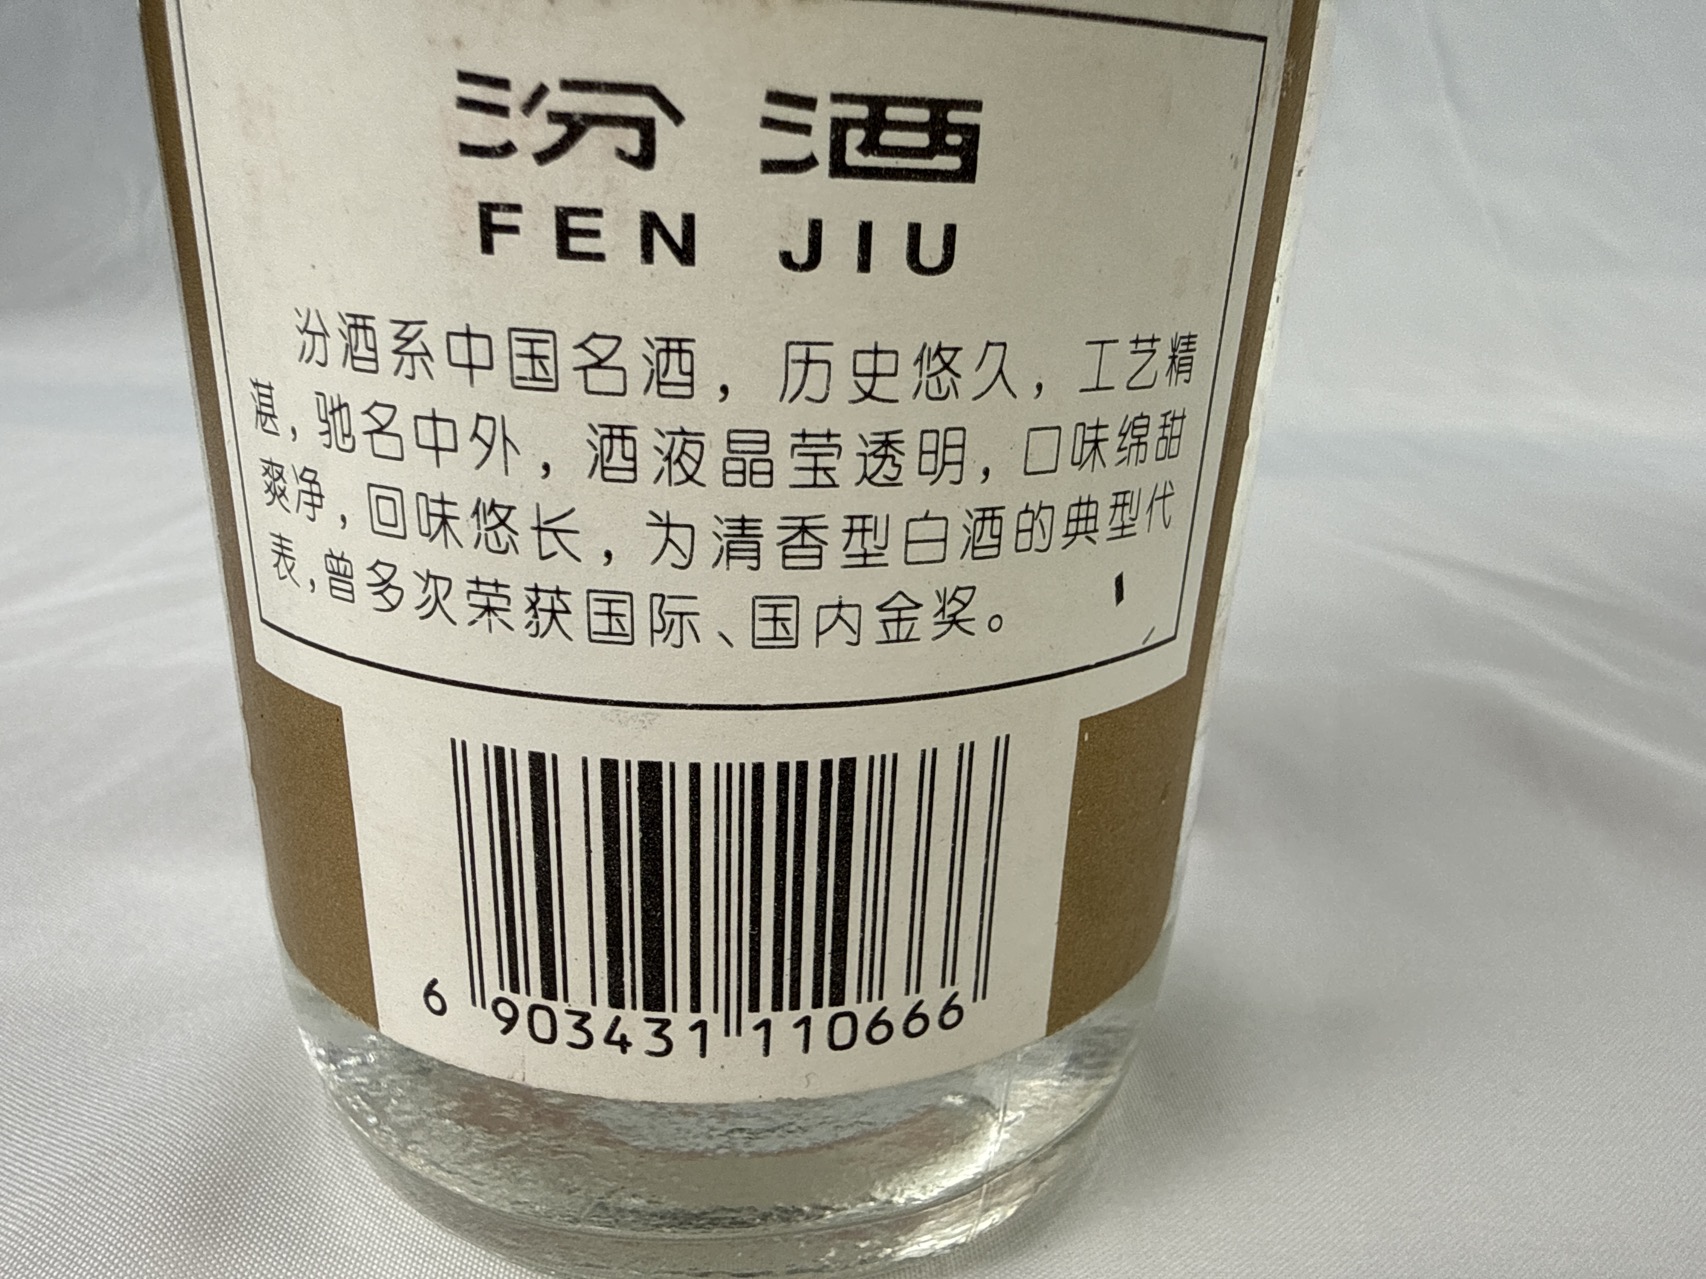 汾酒
FEN JIU
汾酒系中国名酒，历史悠久，工艺精
湛，驰名中外，酒液晶莹透明，口味绵甜
爽净，回味悠长，为清香型白酒的典型代
表，曾多次荣获国际、国内金奖。
6 903431 110666